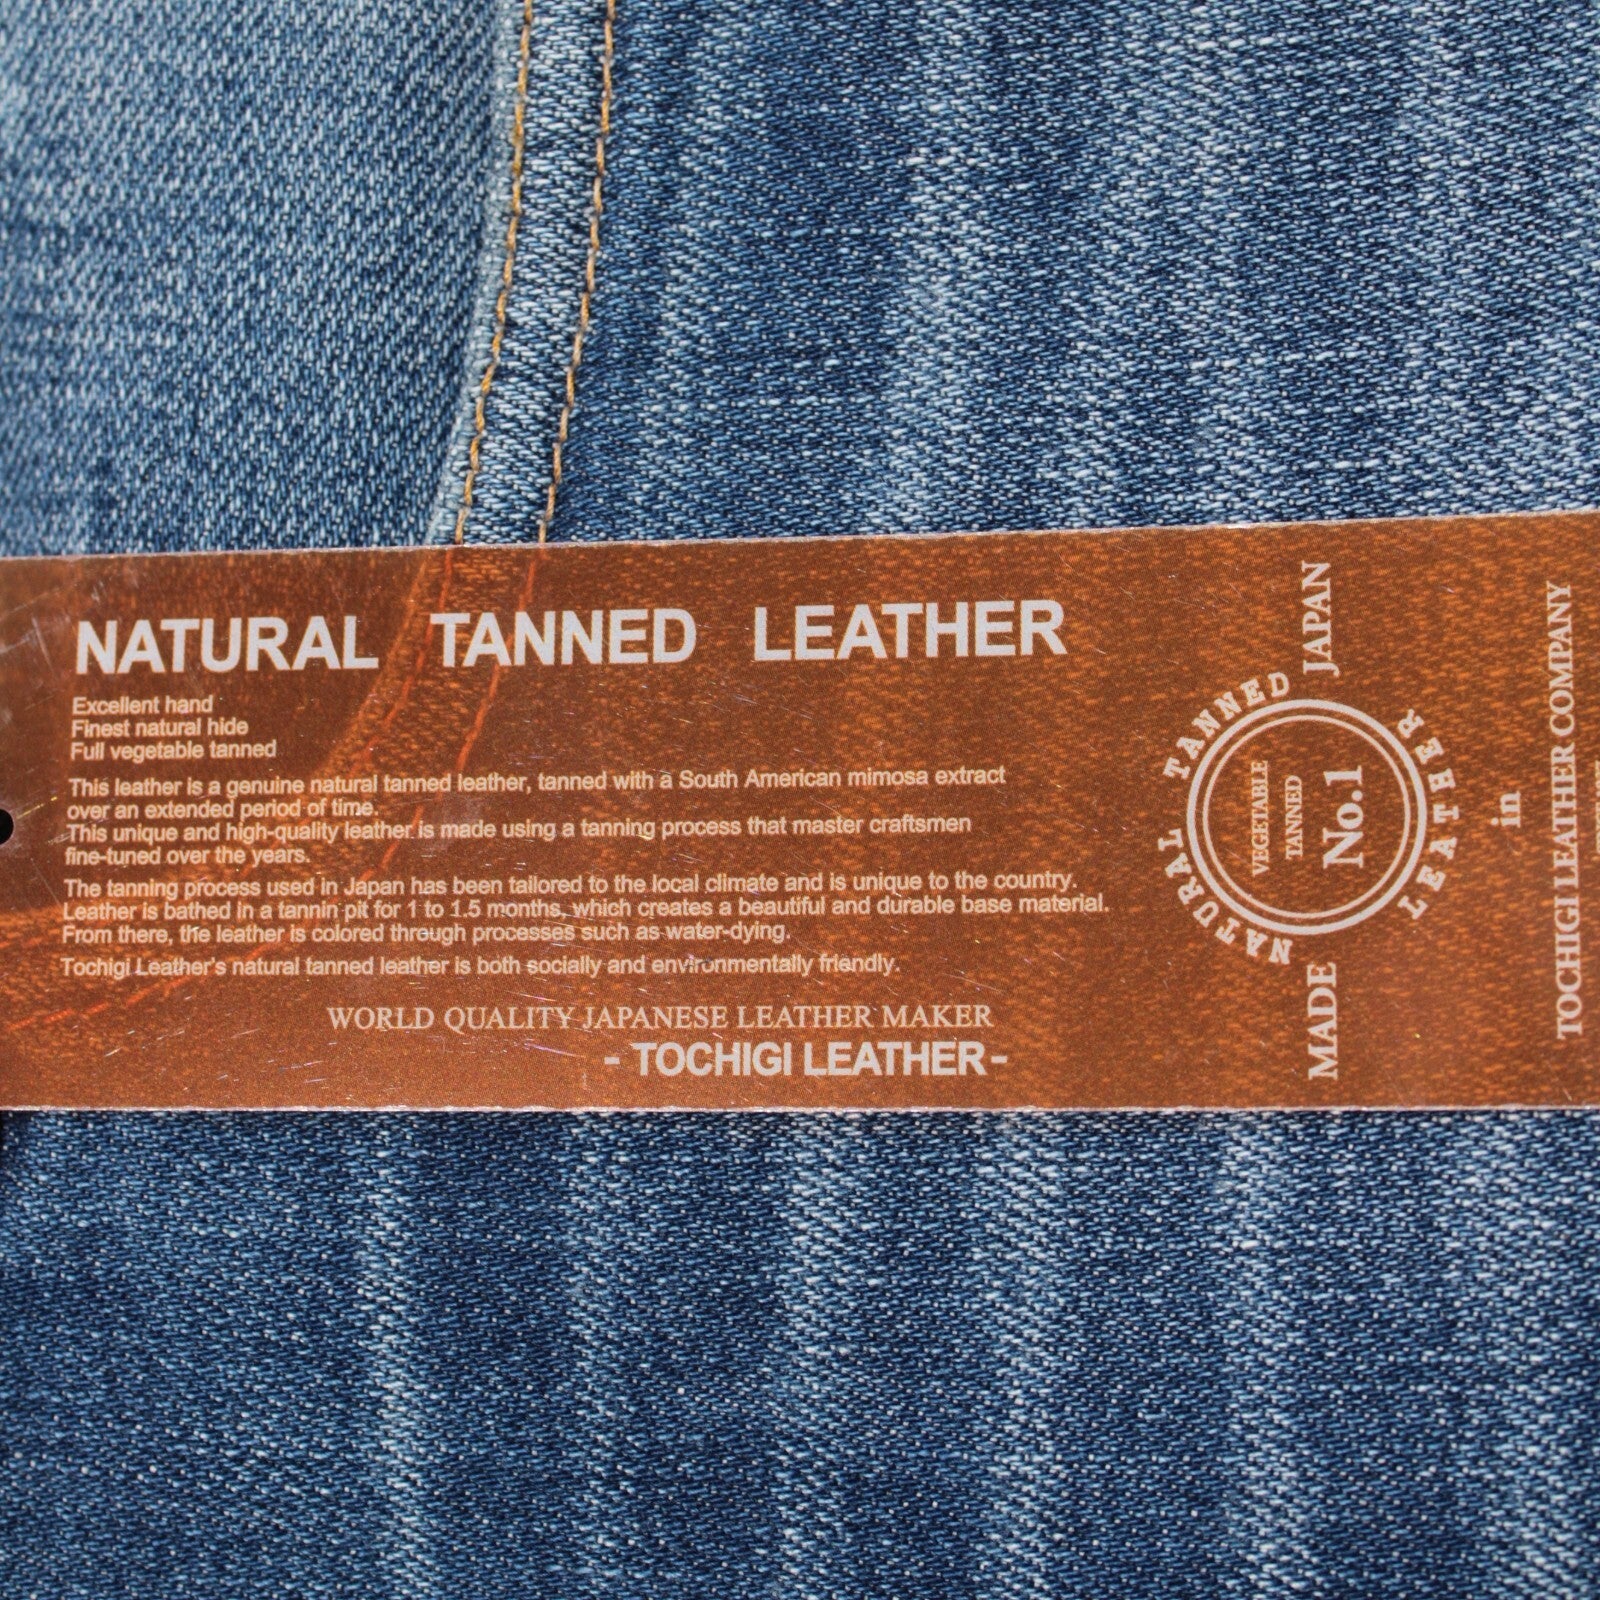 NATURAL TANNED LEATHER
Excellent hand
Finest natural hide
Full vegetable tanned
This leather is a genuine natural tanned leather, tanned with a South American mimosa extract
over an extended period of time.
This unique and high-quality leather is made using a tanning process that master craftsmen
fine-tuned over the years.
The tanning process used in Japan has been tailored to the local climate and is unique to the country.
Leather is bathed in a tannin pit for 1 to 1.5 months, which creates a beautiful and durable base material.
From there, the leather is colored through processes such as water-dying.
Tochigi Leather's natural tanned leather is both socially and environmentally friendly.
WORLD QUALITY JAPANESE LEATHER MAKER
- TOCHIGI LEATHER-
NATURAL TANNED LEATHER
VEGETABLE
TANNED
No.1
MADE JAPAN
in
TOCHIGI LEATHER COMPANY